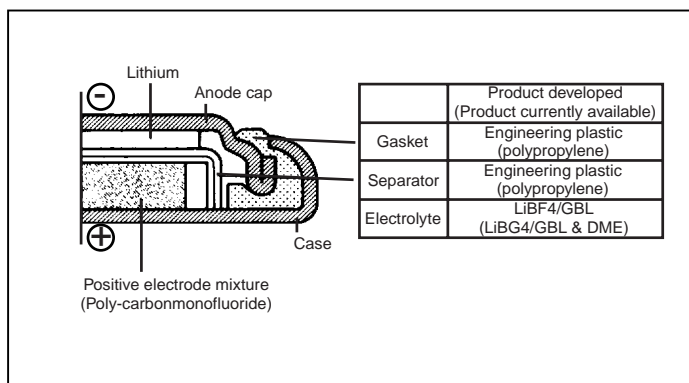 Lithium
Anode cap
-
+
Case
Positive electrode mixture
(Poly-carbonmonofluoride)
Product developed
(Product currently available)
Gasket
Engineering plastic
(polypropylene)
Separator
Engineering plastic
(polypropylene)
Electrolyte
LiBF4/GBL
(LiBG4/GBL & DME)